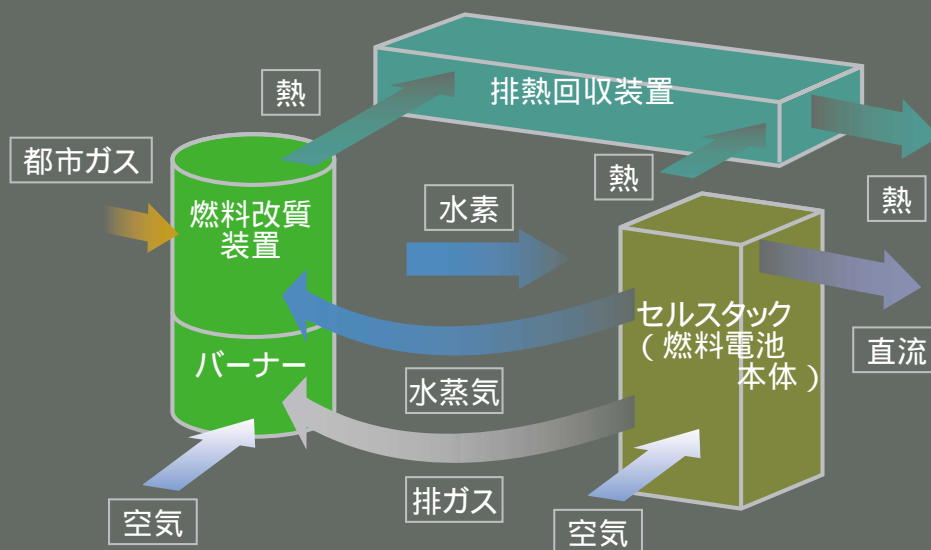 熱
排熱回収装置
都市ガス
熱
熱
燃料改質
装置
水素
セルスタック
（燃料電池
本体）
直流
バーナー
水蒸気
排ガス
空気
空気